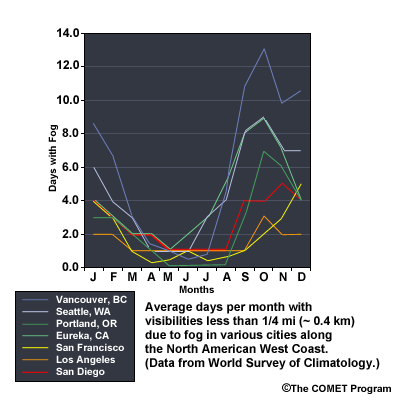 14.0
12.0
10.0
8.0
6.0
4.0
2.0
0.0
Days with Fog
J F M A M J J A S O N D
Months
Vancouver, BC
Seattle, WA
Portland, OR
Eureka, CA
San Francisco
Los Angeles
San Diego
Average days per month with
visibilities less than 1/4 mi (~ 0.4 km)
due to fog in various cities along
the North American West Coast.
(Data from World Survey of Climatology.)
©The COMET Program